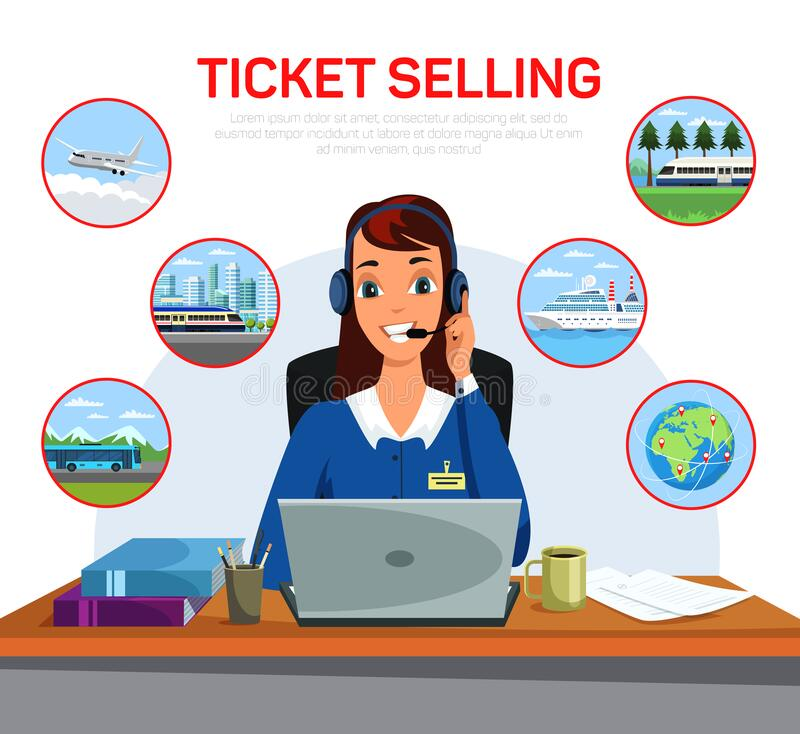 TICKET SELLING
Lorem ipsum dolor sit amet, consectetur adipiscing elit, sed do
eiusmod tempor incididunt ut labore et dolore magna aliqua. Ut enim
ad minim veniam, quis nostrud